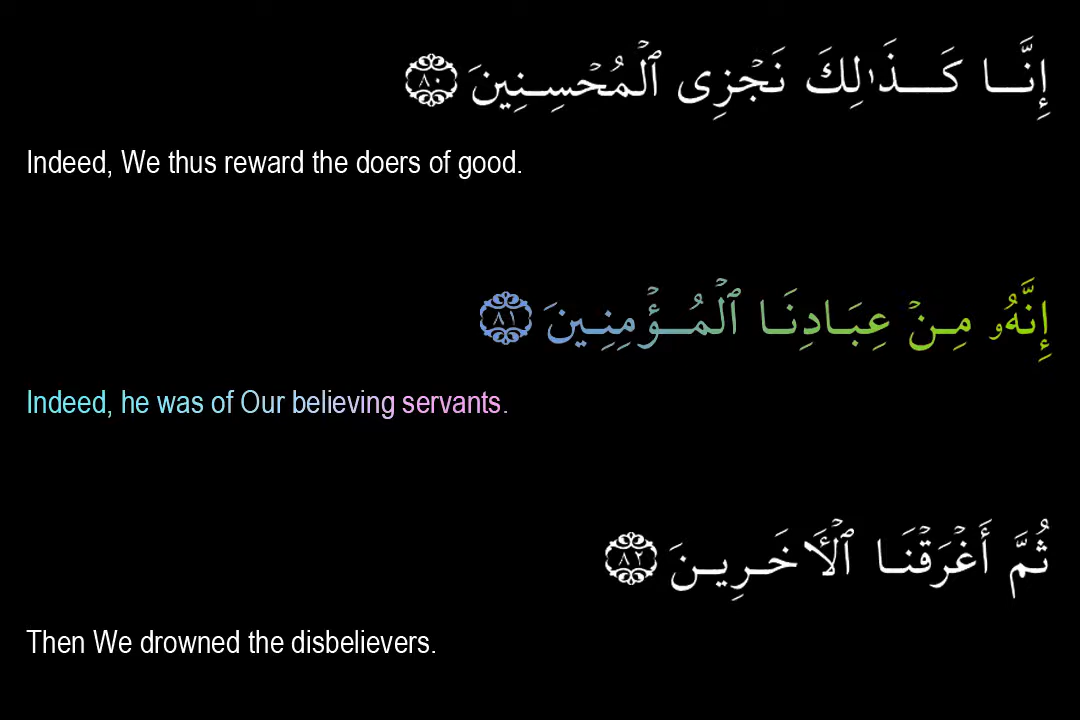 إِنَّا كَذَٰلِكَ نَجْزِى ٱلْمُحْسِنِينَ ٨٠
Indeed, We thus reward the doers of good.
إِنَّهُۥ مِنْ عِبَادِنَا ٱلْمُؤْمِنِينَ ٨١
Indeed, he was of Our believing servants.
ثُمَّ أَغْرَقْنَا ٱلْأَخَرِينَ ٨٢
Then We drowned the disbelievers.